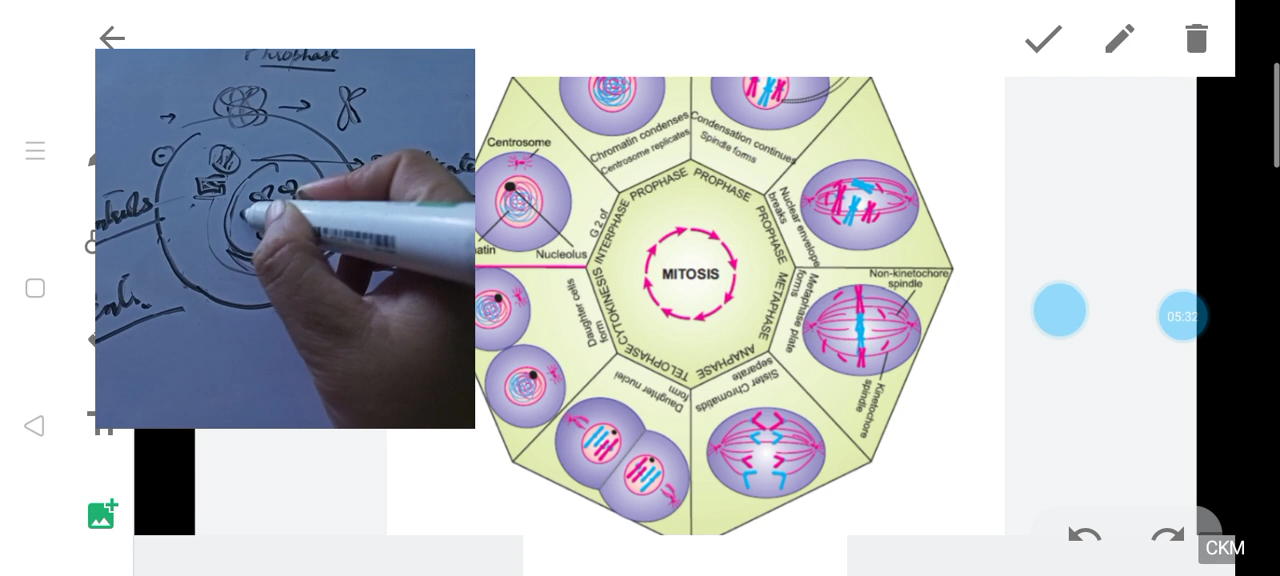 Phrophase
Centrosome
Nucleolus
Chromatin condenses
Centrosome replicates
Condensation continues
Spindle forms
Nuclear envelope
breaks
Non-kinetochore
spindle
Metaphase plate
forms
Kinetochore
spindle
Sister Chromatids
separate
Daughter nuclei
form
Daughter cells
form
G 2 of
INTERPHASE
PROPHASE
PROPHASE
PROPHASE
METAPHASE
ANAPHASE
TELOPHASE
CYTOKINESIS
MITOSIS
05:32
CKM